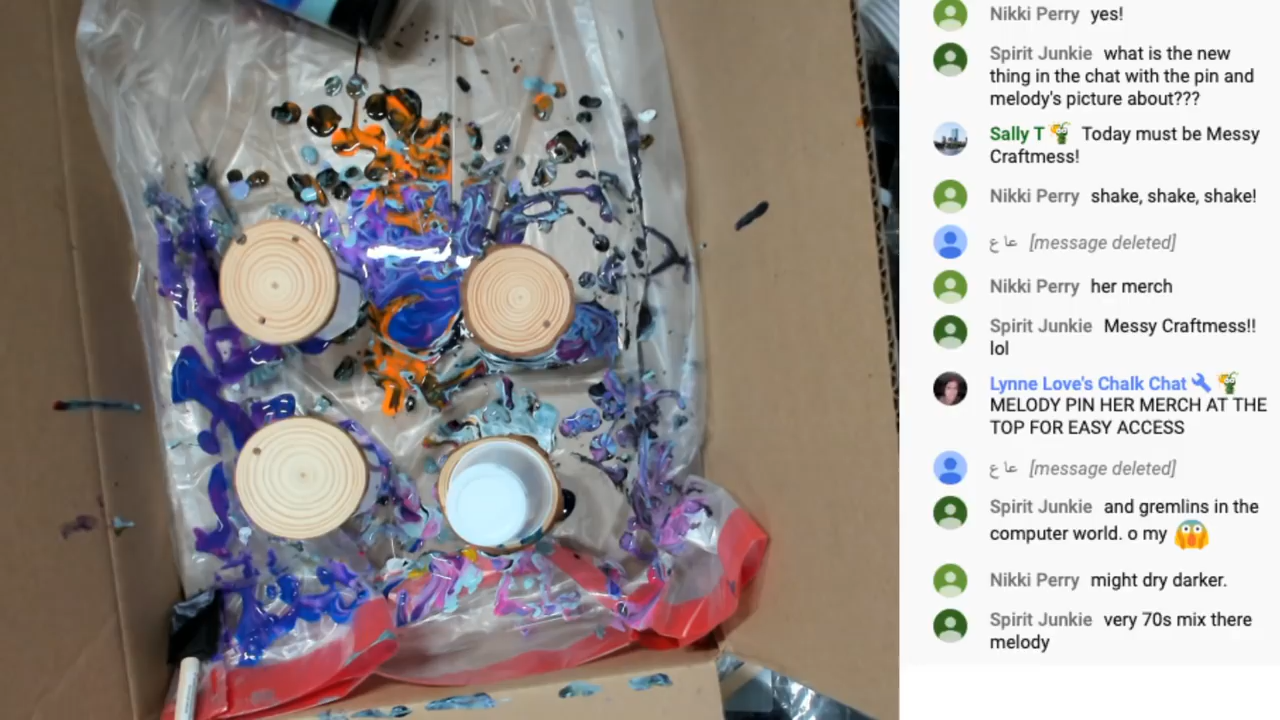 Nikki Perry yes!
Spirit Junkie what is the new
thing in the chat with the pin and
melody's picture about???
Sally T Today must be Messy
Craftmess!
Nikki Perry shake, shake, shake!
عا ع [message deleted]
Nikki Perry her merch
Spirit Junkie Messy Craftmess!!
lol
Lynne Love's Chalk Chat
MELODY PIN HER MERCH AT THE
TOP FOR EASY ACCESS
عا ع [message deleted]
Spirit Junkie and gremlins in the
computer world. o my
Nikki Perry might dry darker.
Spirit Junkie very 70s mix there
melody